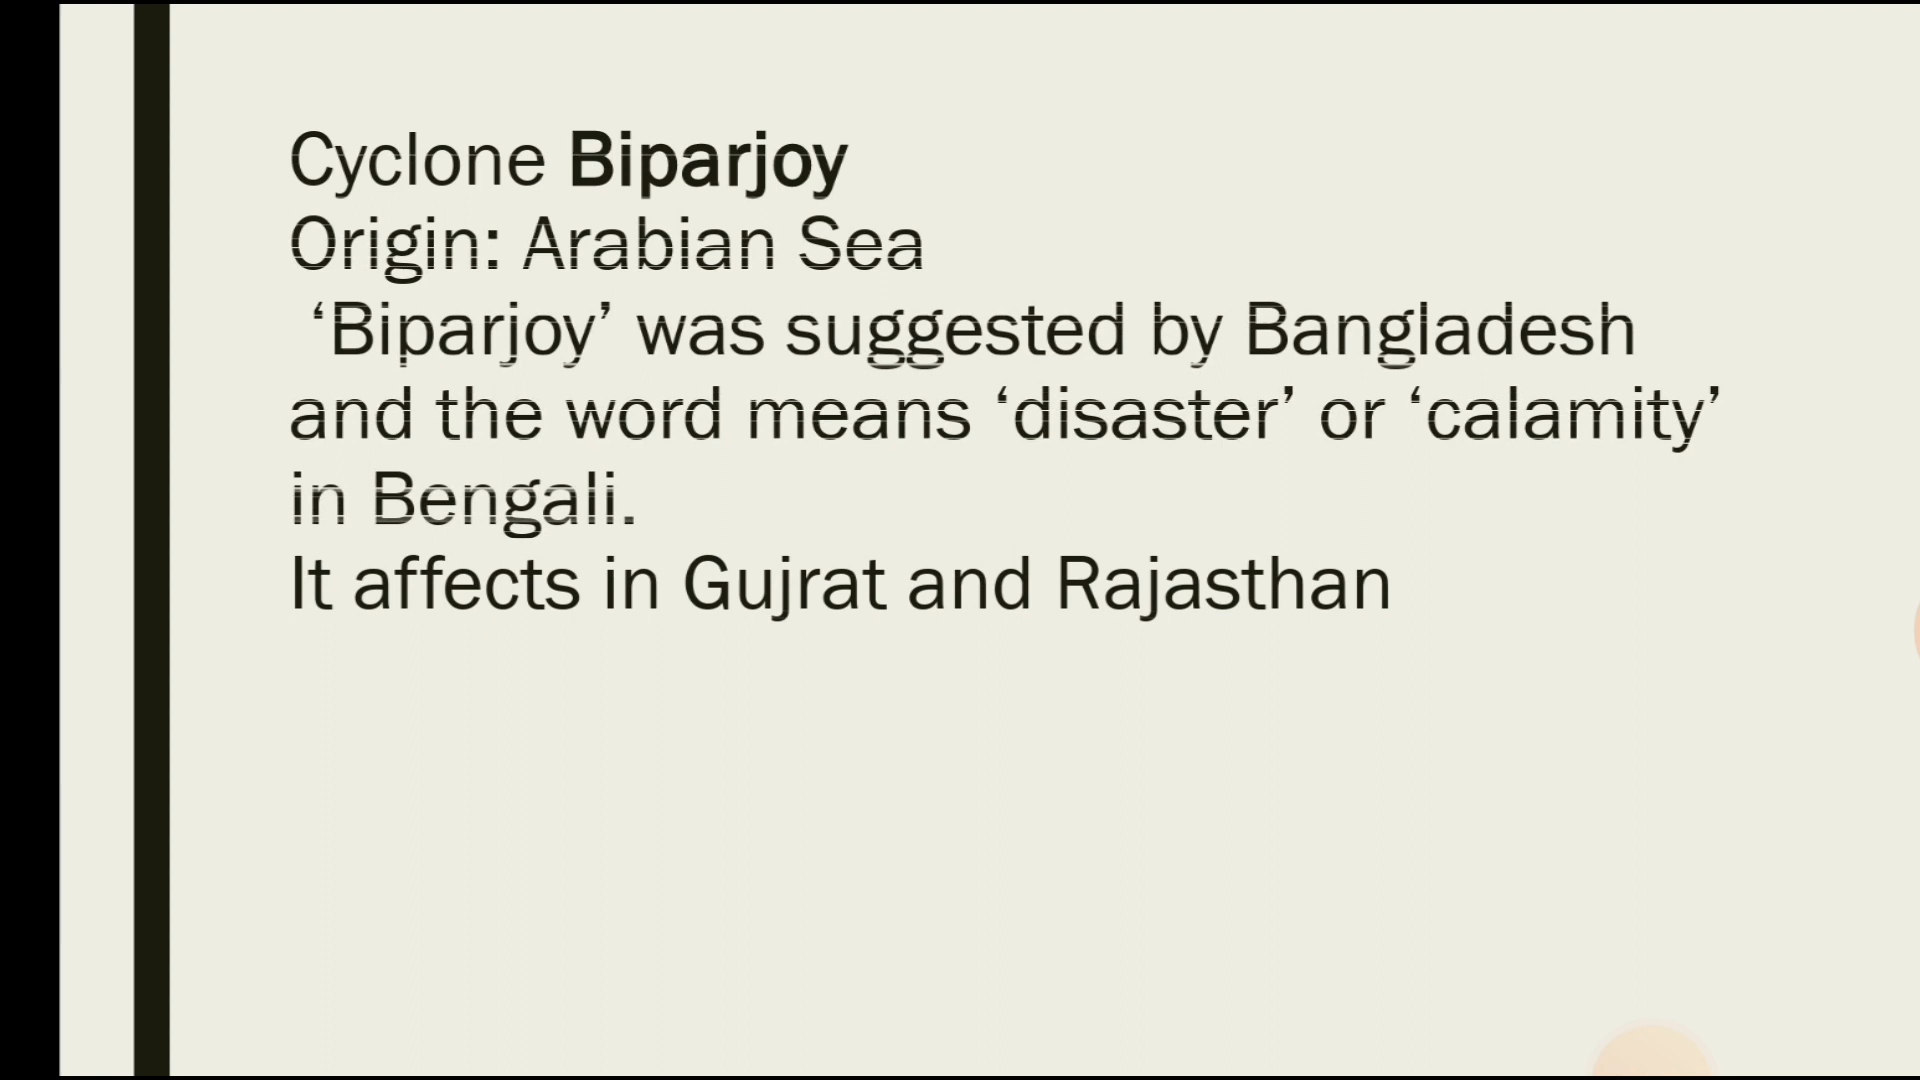 Cyclone Biparjoy
Origin: Arabian Sea
‘Biparjoy’ was suggested by Bangladesh
and the word means ‘disaster’ or ‘calamity’
in Bengali.
It affects in Gujrat and Rajasthan